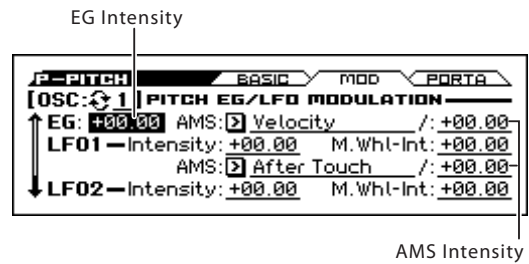 EG Intensity
P-PITCH BASIC MOD PORTA
[OSC: 1 ] PITCH EG/LFO MODULATION
EG: +00.00 AMS: Velocity /: +00.00
LFO1 Intensity: +00.00 M.Whl-Int: +00.00
AMS: After Touch /: +00.00
LFO2 Intensity: +00.00 M.Whl-Int: +00.00
AMS Intensity